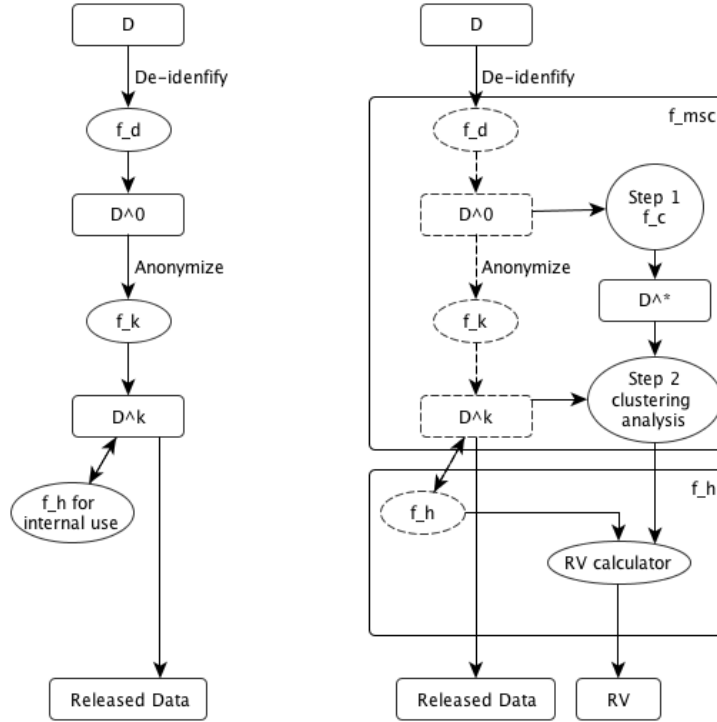 D
De-idenfify
f_d
D^0
Anonymize
f_k
D^k
f_h for
internal use
Released Data
D
De-idenfify
f_msc
f_d
D^0
Step 1
f_c
Anonymize
D^*
f_k
Step 2
clustering
analysis
D^k
f_h
f_h
RV calculator
Released Data
RV